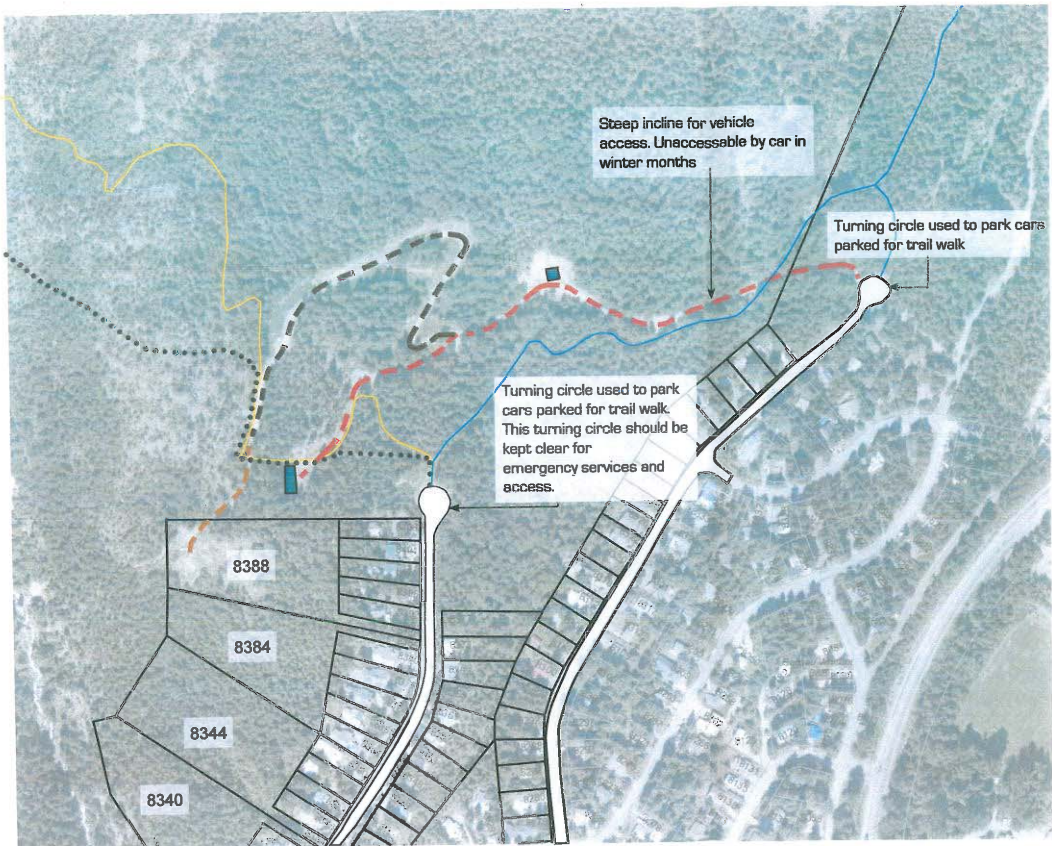 Steep incline for vehicle
access. Unaccessable by car in
winter months
Turning circle used to park cars
parked for trail walk
Turning circle used to park
cars parked for trail walk.
This turning circle should be
kept clear for
emergency services and
access.
8388
8384
8344
8340